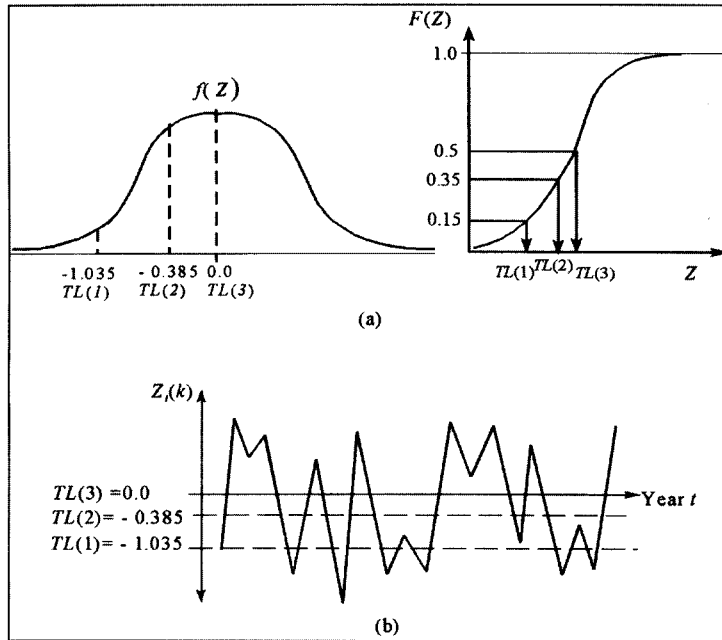 f(Z)
-1.035 - 0.385 0.0
TL(1) TL(2) TL(3)
F(Z)
1.0
0.5
0.35
0.15
TL(1) TL(2) TL(3)
Z
(a)
Z_t(k)
TL(3) =0.0
TL(2)= - 0.385
TL(1)= - 1.035
Year t
(b)